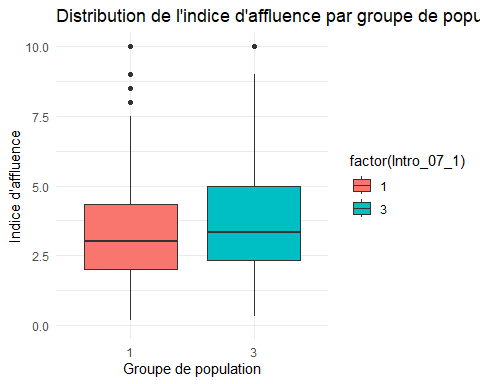 Distribution de l'indice d'affluence par groupe de popu
10.0
7.5
5.0
2.5
0.0
Indice d'affluence
1
3
Groupe de population
factor(Intro_07_1)
1
3